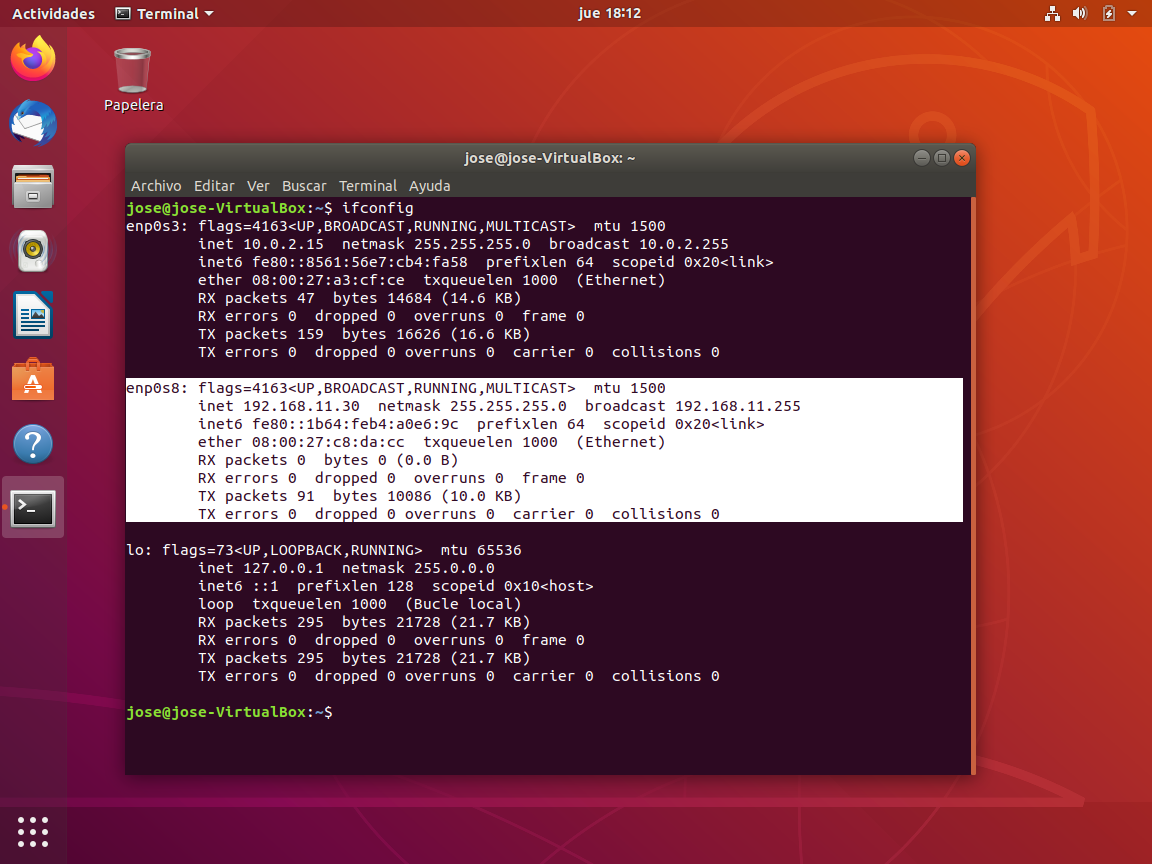 Actividades Terminal jue 18:12
Papelera
jose@jose-VirtualBox: ~
Archivo Editar Ver Buscar Terminal Ayuda
jose@jose-VirtualBox:~$ ifconfig
enp0s3: flags=4163<UP,BROADCAST,RUNNING,MULTICAST>  mtu 1500
        inet 10.0.2.15  netmask 255.255.255.0  broadcast 10.0.2.255
        inet6 fe80::8561:56e7:cb4:fa58  prefixlen 64  scopeid 0x20<link>
        ether 08:00:27:a3:cf:ce  txqueuelen 1000  (Ethernet)
        RX packets 47  bytes 14684 (14.6 KB)
        RX errors 0  dropped 0  overruns 0  frame 0
        TX packets 159  bytes 16626 (16.6 KB)
        TX errors 0  dropped 0 overruns 0  carrier 0  collisions 0
enp0s8: flags=4163<UP,BROADCAST,RUNNING,MULTICAST>  mtu 1500
        inet 192.168.11.30  netmask 255.255.255.0  broadcast 192.168.11.255
        inet6 fe80::1b64:feb4:a0e6:9c  prefixlen 64  scopeid 0x20<link>
        ether 08:00:27:c8:da:cc  txqueuelen 1000  (Ethernet)
        RX packets 0  bytes 0 (0.0 B)
        RX errors 0  dropped 0  overruns 0  frame 0
        TX packets 91  bytes 10086 (10.0 KB)
        TX errors 0  dropped 0 overruns 0  carrier 0  collisions 0
lo: flags=73<UP,LOOPBACK,RUNNING>  mtu 65536
        inet 127.0.0.1  netmask 255.0.0.0
        inet6 ::1  prefixlen 128  scopeid 0x10<host>
        loop  txqueuelen 1000  (Bucle local)
        RX packets 295  bytes 21728 (21.7 KB)
        RX errors 0  dropped 0  overruns 0  frame 0
        TX packets 295  bytes 21728 (21.7 KB)
        TX errors 0  dropped 0 overruns 0  carrier 0  collisions 0
jose@jose-VirtualBox:~$